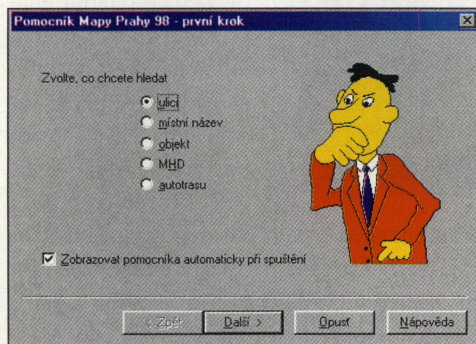 Pomocník Mapy Prahy 98 - první krok
Zvolte, co chcete hledat
ulici
místní název
objekt
MHD
autotrasu
Zobrazovat pomocníka automaticky při spuštění
< Zpět
Další >
Opusť
Nápověda